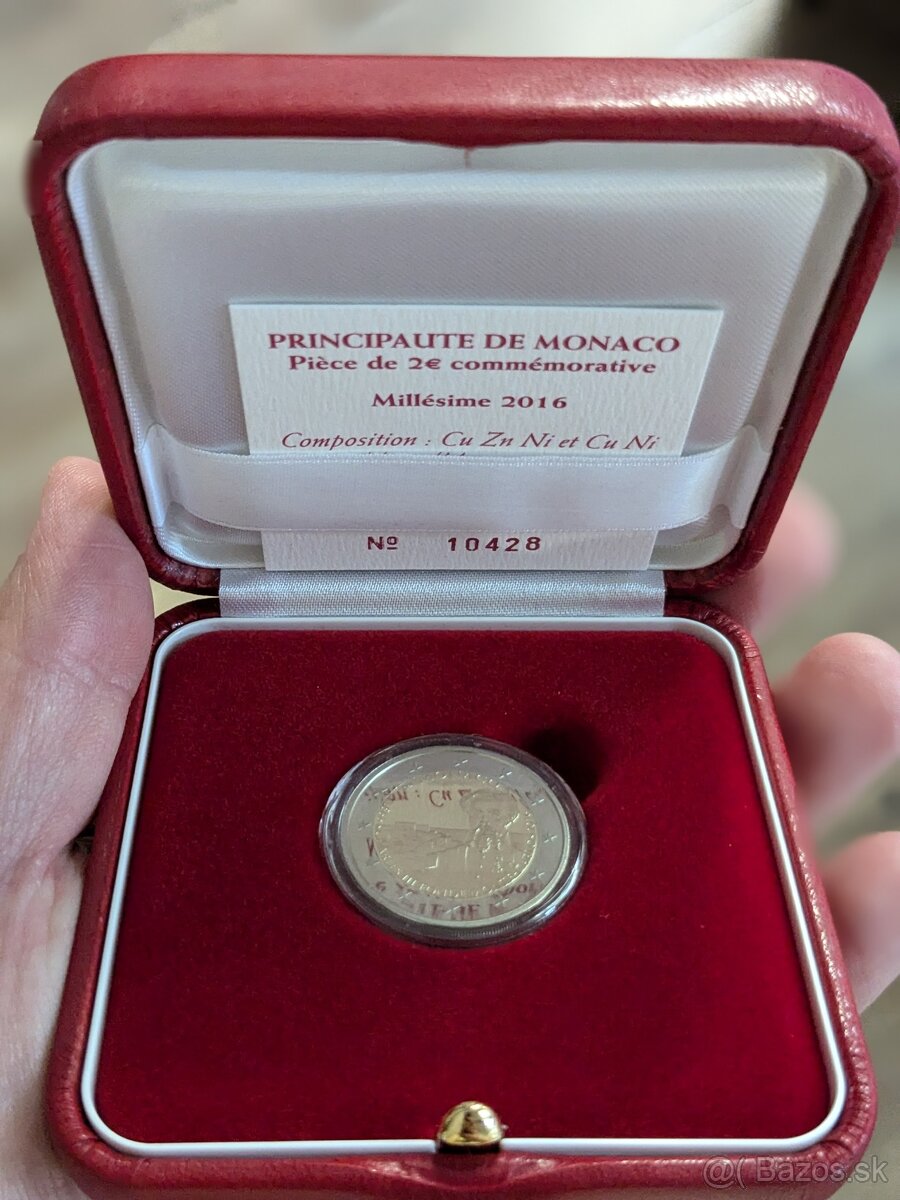 PRINCIPAUTE DE MONACO
Pièce de 2€ commémorative
Millésime 2016
Composition : Cu Zn Ni et Cu Ni
Nº 10428
@( Bazos.sk